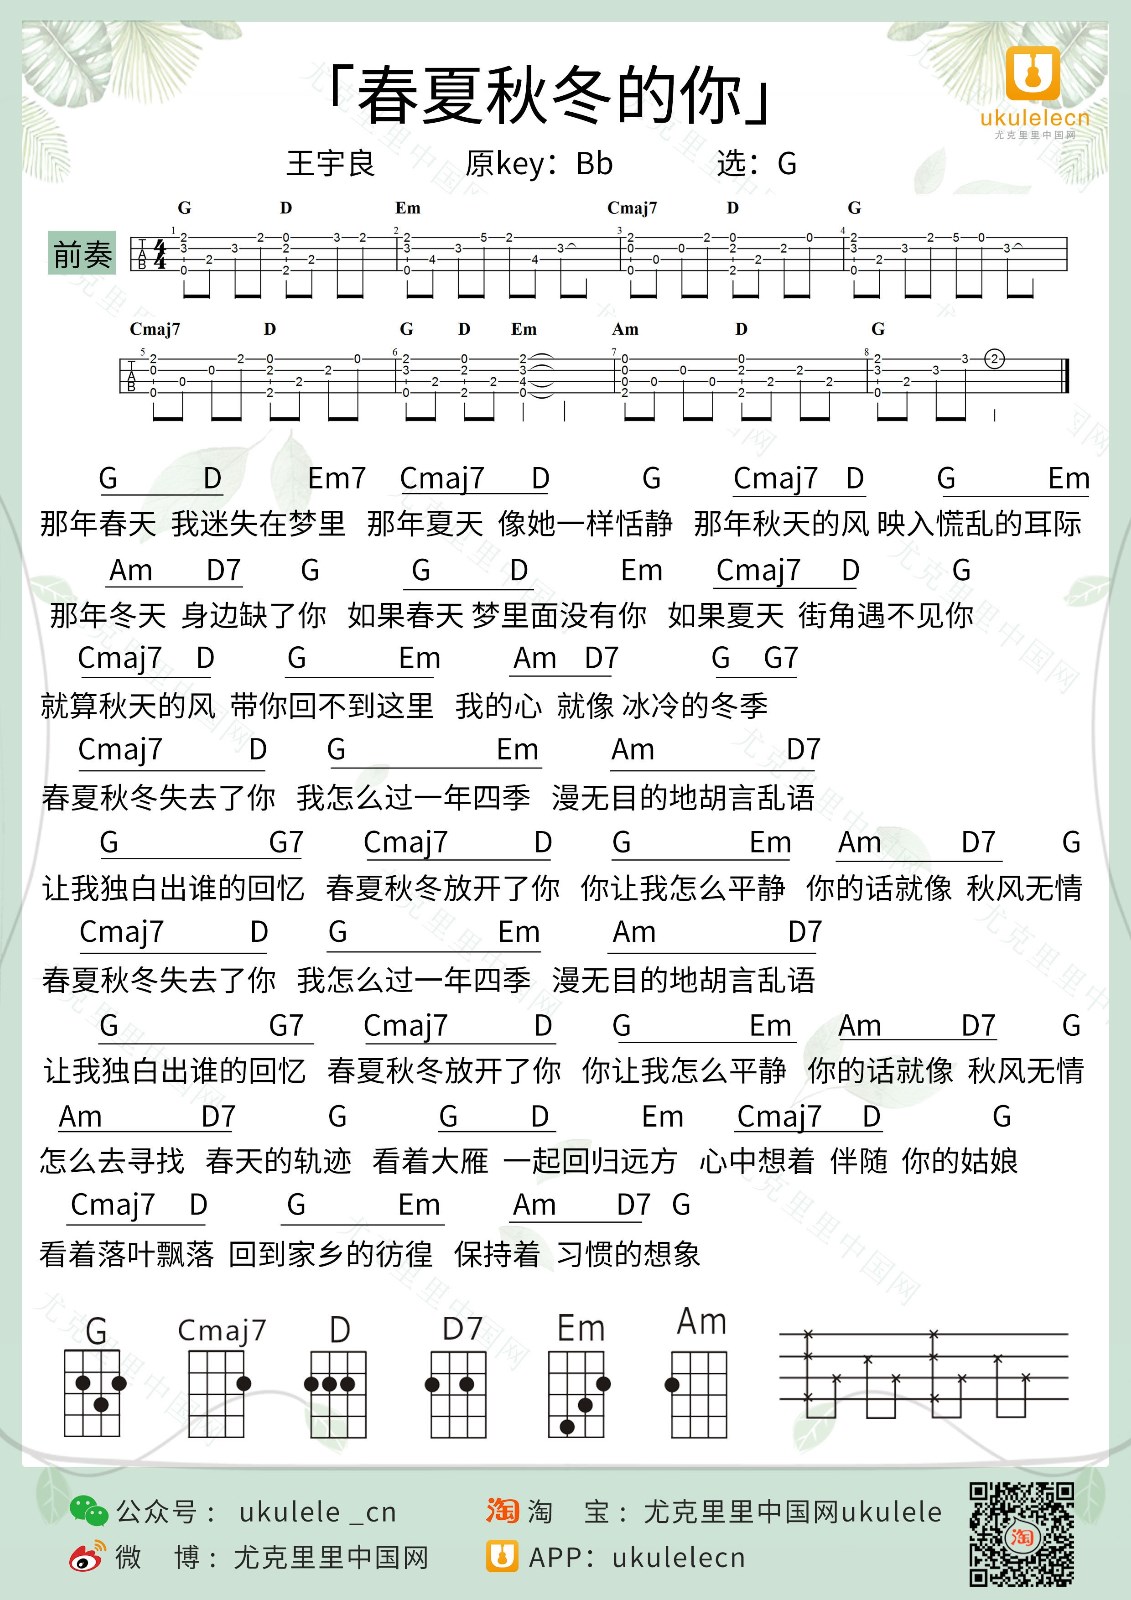 「春夏秋冬的你」
ukulelecn
尤克里里中国网
王宇良 原key：Bb 选：G
G D Em Cmaj7 D G
前奏
1 2 3 4
T A B 4/4
Cmaj7 D G D Em Am D G
5 6 7 8
T A B
G D Em7 Cmaj7 D G Cmaj7 D G Em
那年春天 我迷失在梦里 那年夏天 像她一样恬静 那年秋天的风 映入慌乱的耳际
Am D7 G G D Em Cmaj7 D G
那年冬天 身边缺了你 如果春天 梦里面没有你 如果夏天 街角遇不见你
Cmaj7 D G Em Am D7 G G7
就算秋天的风 带你回不到这里 我的心 就像 冰冷的冬季
Cmaj7 D G Em Am D7
春夏秋冬失去了你 我怎么过一年四季 漫无目的地胡言乱语
G G7 Cmaj7 D G Em Am D7 G
让我独白出谁的回忆 春夏秋冬放开了你 你让我怎么平静 你的话就像 秋风无情
Cmaj7 D G Em Am D7
春夏秋冬失去了你 我怎么过一年四季 漫无目的地胡言乱语
G G7 Cmaj7 D G Em Am D7 G
让我独白出谁的回忆 春夏秋冬放开了你 你让我怎么平静 你的话就像 秋风无情
Am D7 G G D Em Cmaj7 D G
怎么去寻找 春天的轨迹 看着大雁 一起回归远方 心中想着 伴随 你的姑娘
Cmaj7 D G Em Am D7 G
看着落叶飘落 回到家乡的彷徨 保持着 习惯的想象
G Cmaj7 D D7 Em Am
公众号： ukulele _cn
淘 淘 宝：尤克里里中国网ukulele
微 博：尤克里里中国网
APP：ukulelecn
淘